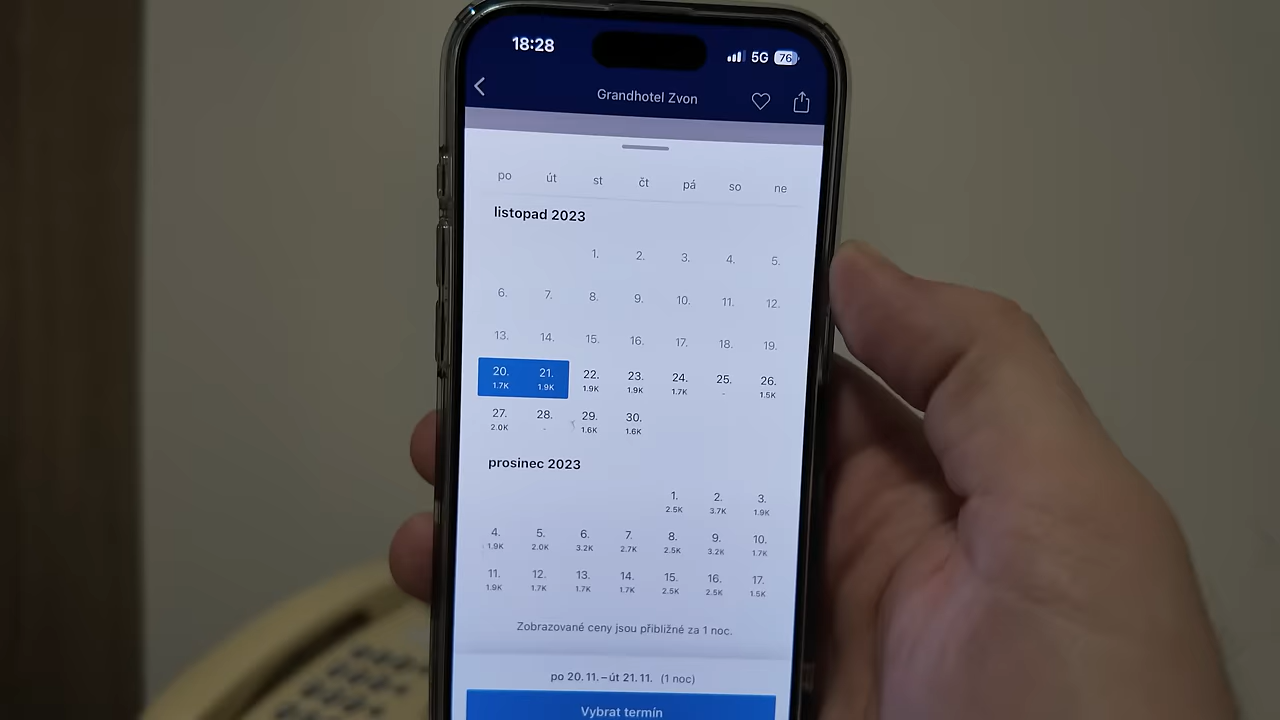 18:28 5G 76
Grandhotel Zvon
po út st čt pá so ne
listopad 2023
1. 2. 3. 4. 5.
6. 7. 8. 9. 10. 11. 12.
13. 14. 15. 16. 17. 18. 19.
20. 21. 22. 23. 24. 25. 26.
1.7K 1.9K 1.9K 1.9K 1.7K - 1.5K
27. 28. 29. 30.
2.0K - 1.6K 1.6K
prosinec 2023
1. 2. 3.
2.5K 3.7K 1.9K
4. 5. 6. 7. 8. 9. 10.
1.9K 2.0K 3.2K 2.7K 2.5K 3.2K 1.7K
11. 12. 13. 14. 15. 16. 17.
1.9K 1.7K 1.7K 1.7K 2.5K 2.5K 1.5K
Zobrazované ceny jsou přibližné za 1 noc.
po 20. 11. – út 21. 11. (1 noc)
Vybrat termín